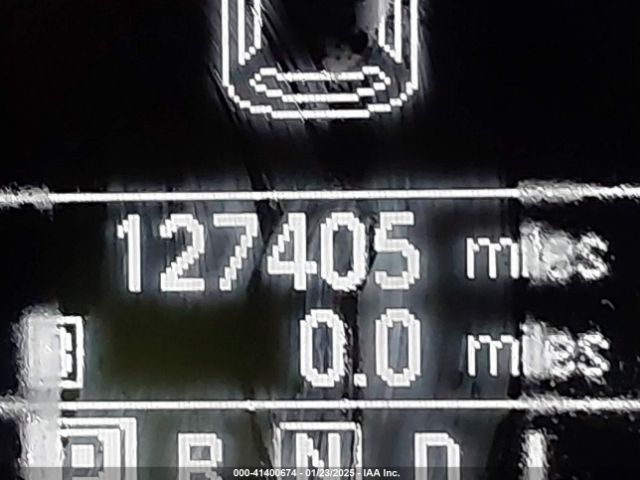 127405 miles
0.0 miles
P R N D L
000-41400674 - 01/23/2025 - IAA Inc.